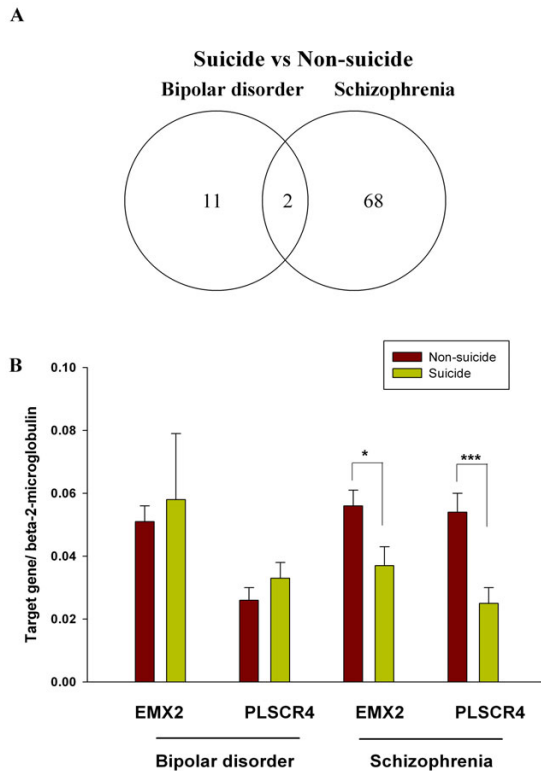 A
Suicide vs Non-suicide
Bipolar disorder Schizophrenia
11 2 68
B
Non-suicide
Suicide
Target gene/ beta-2-microglobulin
0.10
0.08
0.06
0.04
0.02
0.00
* ***
EMX2 PLSCR4 EMX2 PLSCR4
Bipolar disorder Schizophrenia